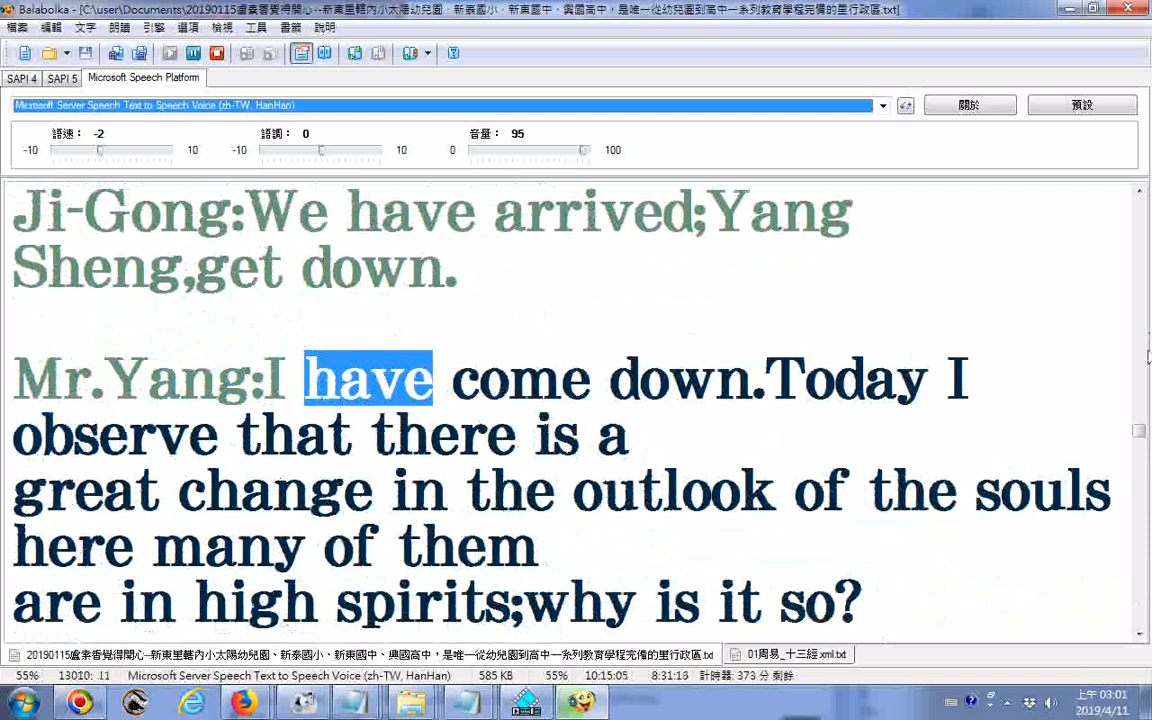 Balabolka - [C:\user\Documents\20190115盧素香覺得開心--新東里轄內小太陽幼兒園、新泰國小、新東國中、興國高中，是唯一從幼兒園到高中一系列教育學程完備的里行政區.txt]
檔案 編輯 文字 朗讀 引擎 選項 檢視 工具 書籤 說明
SAPI 4 SAPI 5 Microsoft Speech Platform
Microsoft Server Speech Text to Speech Voice (zh-TW, HanHan) 關於 預設
語速： -2 語調： 0 音量： 95
-10 10 -10 10 0 100
Ji-Gong:We have arrived;Yang
Sheng,get down.
Mr.Yang:I have come down.Today I
observe that there is a
great change in the outlook of the souls
here many of them
are in high spirits;why is it so?
20190115盧素香覺得開心--新東里轄內小太陽幼兒園、新泰國小、新東國中、興國高中，是唯一從幼兒園到高中一系列教育學程完備的里行政區.txt 01周易_十三經.xml.txt
55% 13010: 11 Microsoft Server Speech Text to Speech Voice (zh-TW, HanHan) 585 KB 55% 10:15:05 8:31:18 計時器: 373 分 剩餘
上午 03:01
2019/4/11